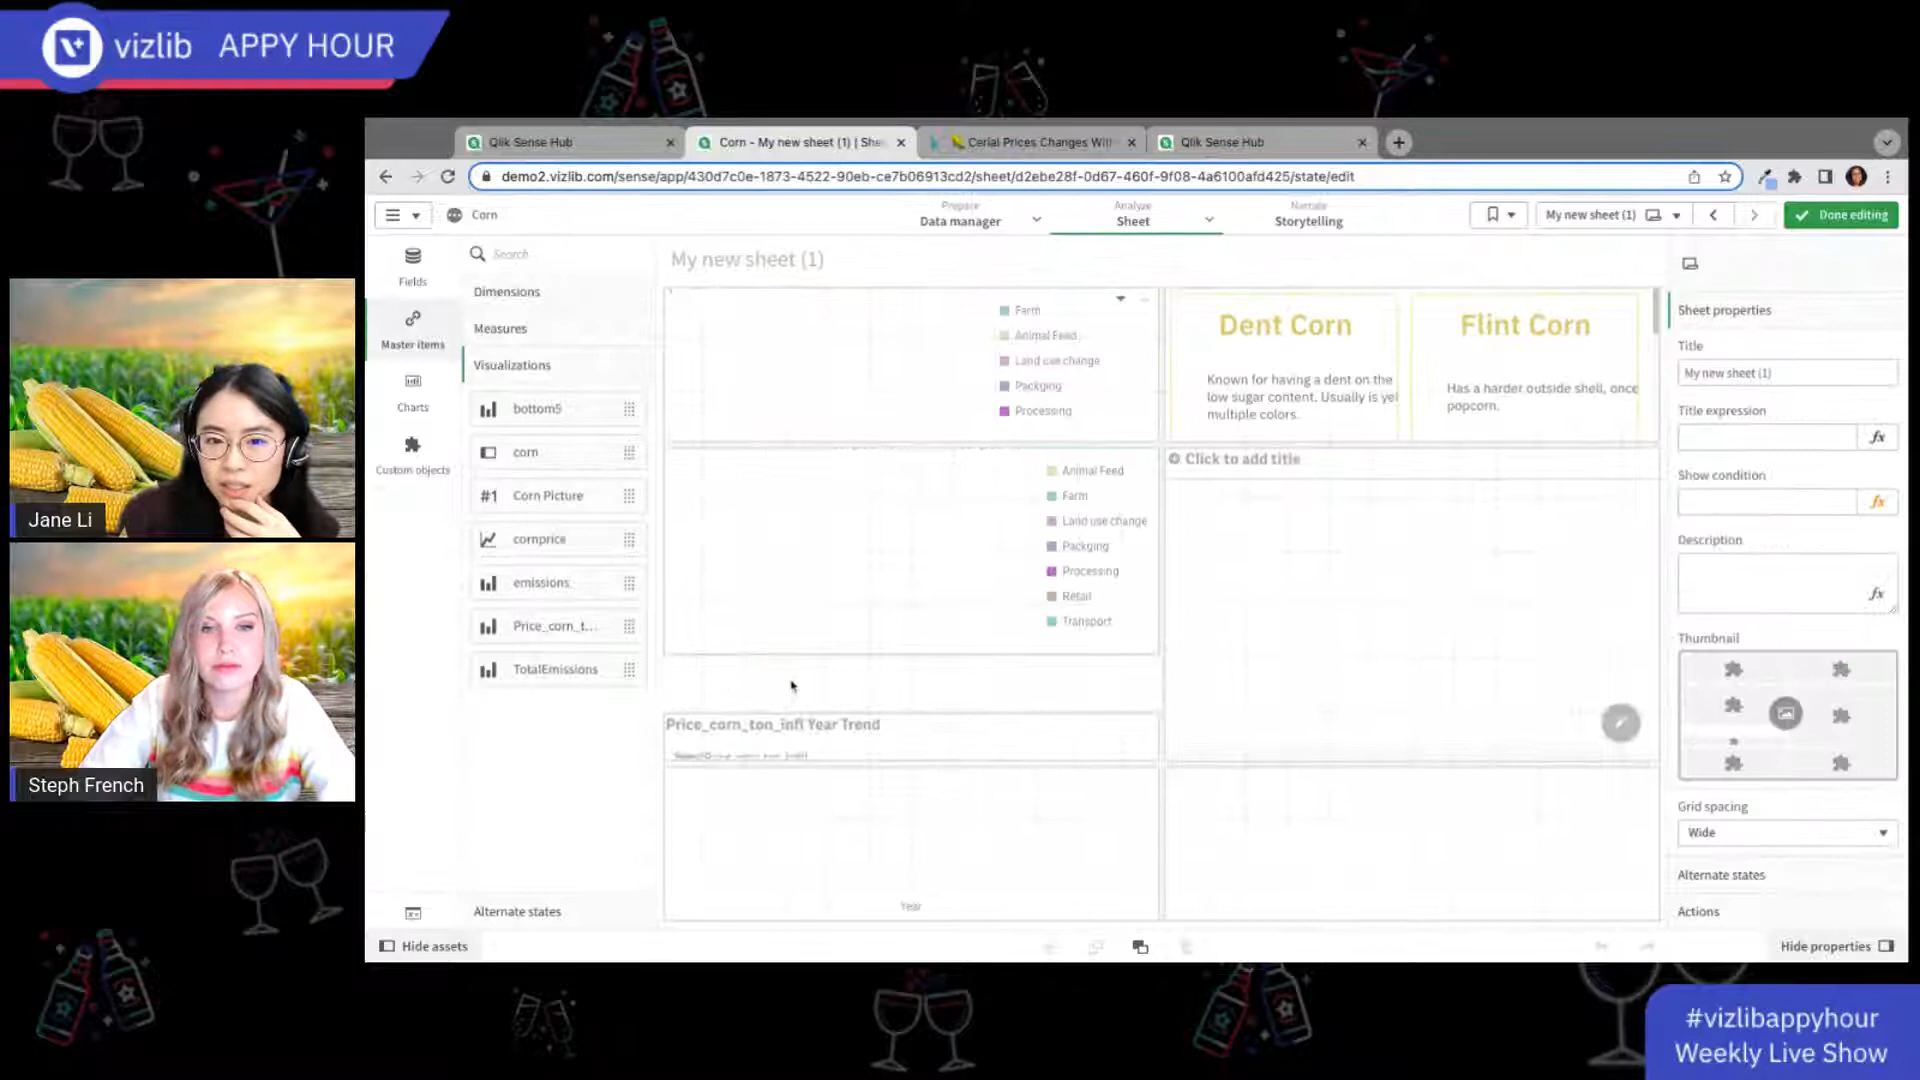 vizlib APPY HOUR
Qlik Sense Hub
Corn - My new sheet (1) | She
Cerial Prices Changes Wit
Qlik Sense Hub
demo2.vizlib.com/sense/app/430d7c0e-1873-4522-90eb-ce7b06913cd2/sheet/d2ebe28f-0d67-460f-9f08-4a6100afd425/state/edit
Corn
Prepare
Data manager
Analyze
Sheet
Narrate
Storytelling
My new sheet (1)
Done editing
Fields
Master items
Charts
Custom objects
Search
Dimensions
Measures
Visualizations
bottom5
corn
#1 Corn Picture
cornprice
emissions
Price_corn_t...
TotalEmissions
Alternate states
Hide assets
My new sheet (1)
Farm
Animal Feed
Land use change
Packging
Processing
Dent Corn
Known for having a dent on the
low sugar content. Usually is yel
multiple colors.
Flint Corn
Has a harder outside shell, once
popcorn.
Animal Feed
Farm
Land use change
Packging
Processing
Retail
Transport
Click to add title
Price_corn_ton_infl Year Trend
Year
Sheet properties
Title
My new sheet (1)
Title expression
fx
Show condition
fx
Description
fx
Thumbnail
Grid spacing
Wide
Alternate states
Actions
Hide properties
Jane Li
Steph French
#vizlibappyhour
Weekly Live Show